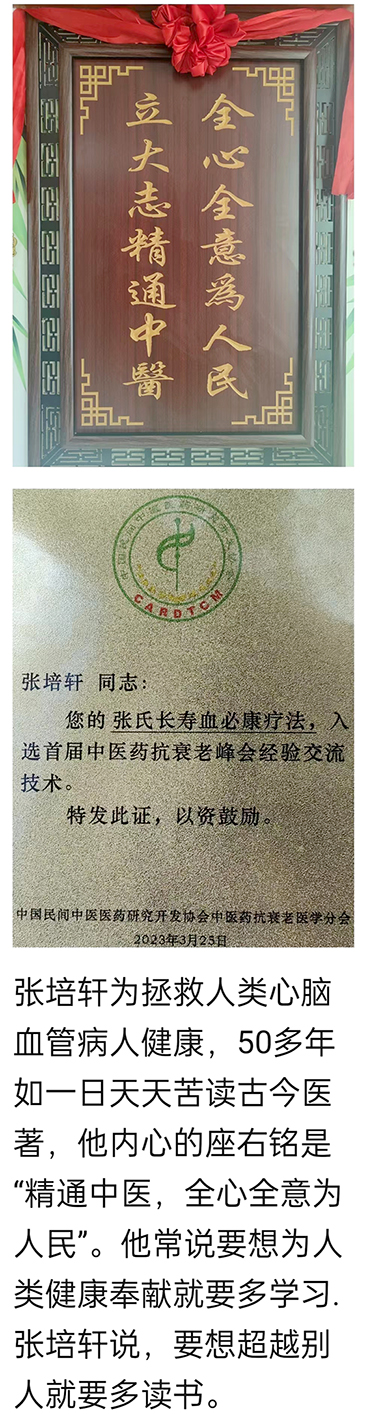 全心全意為人民
立大志精通中醫
CARDTCM
张培轩 同志:
您的 张氏长寿血必康疗法，入
选首届中医药抗衰老峰会经验交流
技术。
特发此证，以资鼓励。
中国民间中医医药研究开发协会中医药抗衰老医学分会
2023年3月25日
张培轩为拯救人类心脑
血管病人健康，50多年
如一日天天苦读古今医
著，他内心的座右铭是
“精通中医，全心全意为
人民”。他常说要想为人
类健康奉献就要多学习.
张培轩说，要想超越别
人就要多读书。